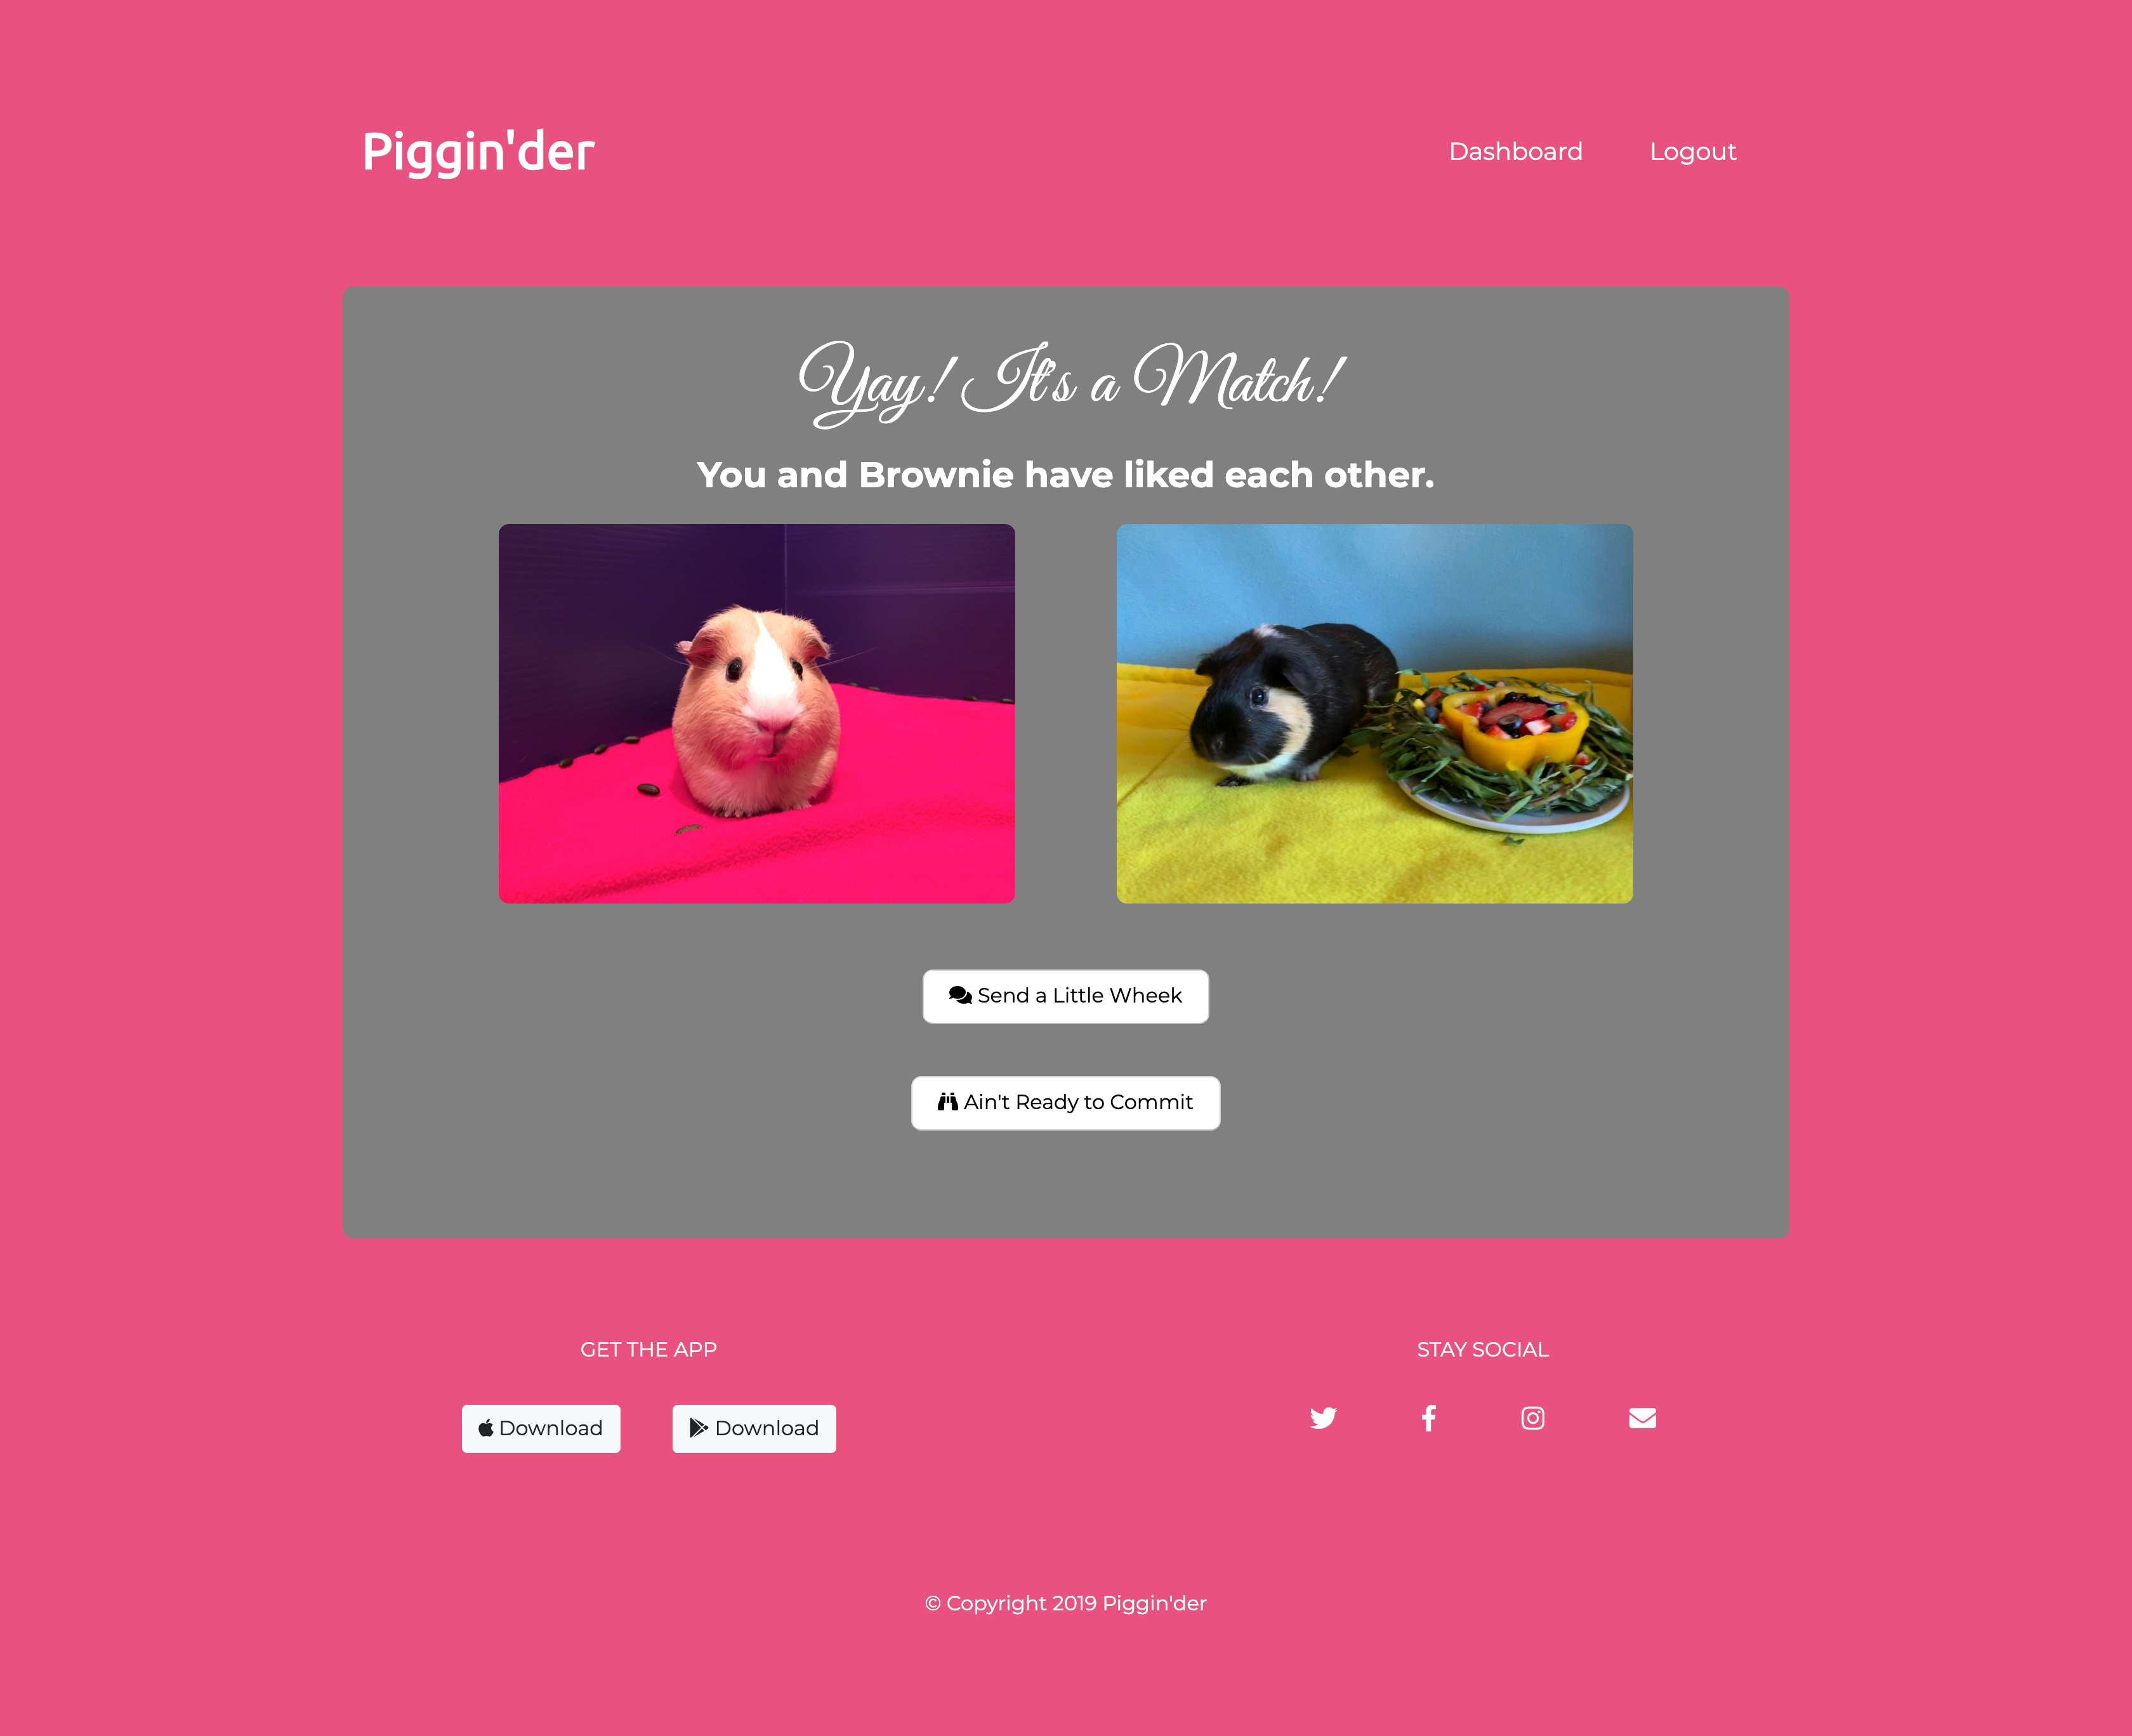 Piggin'der
Dashboard
Logout
Yay! It's a Match!
You and Brownie have liked each other.
Send a Little Wheek
Ain't Ready to Commit
GET THE APP
STAY SOCIAL
Download
Download
© Copyright 2019 Piggin'der